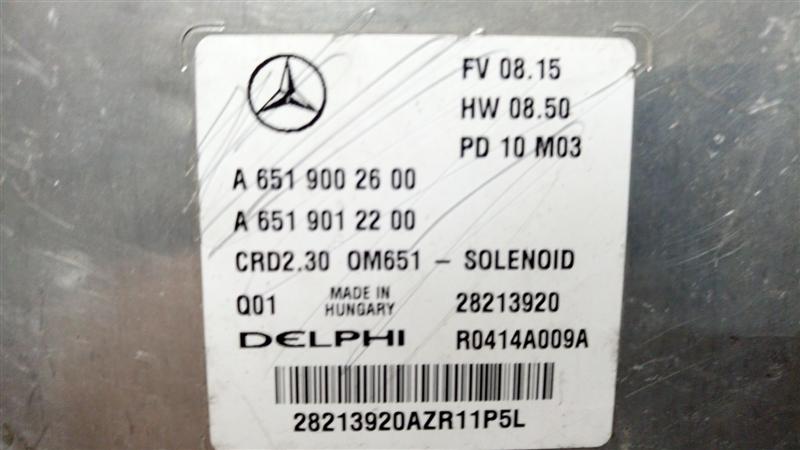 FV 08.15
HW 08.50
PD 10 M03
A 651 900 26 00
A 651 901 22 00
CRD2.30 OM651 – SOLENOID
Q01 MADE IN HUNGARY 28213920
DELPHI R0414A009A
28213920AZR11P5L